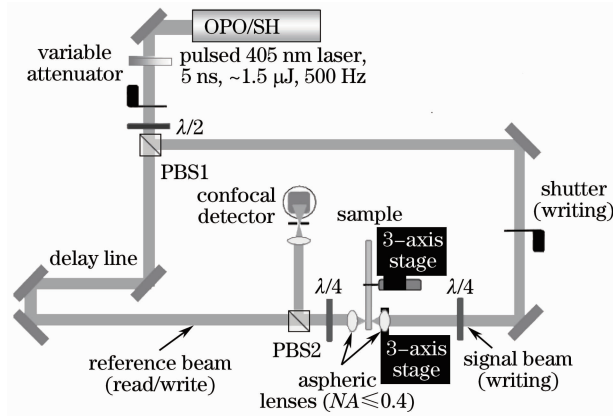 OPO/SH
variable
attenuator
pulsed 405 nm laser,
5 ns, ~1.5 μJ, 500 Hz
λ/2
PBS1
confocal
detector
sample
shutter
(writing)
3-axis
stage
delay line
λ/4
λ/4
PBS2
reference beam
(read/write)
aspheric
lenses (NA≤0.4)
3-axis
stage
signal beam
(writing)